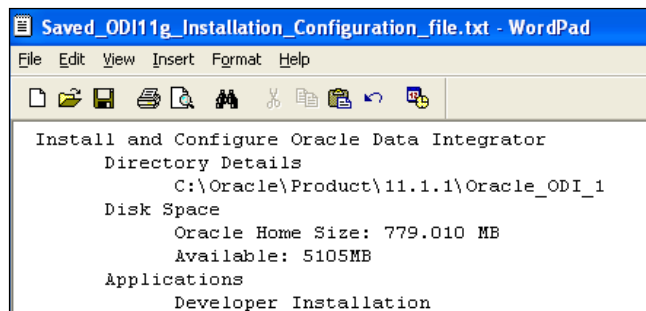 Saved_ODI11g_Installation_Configuration_file.txt - WordPad
File Edit View Insert Format Help
Install and Configure Oracle Data Integrator
Directory Details
C:\Oracle\Product\11.1.1\Oracle_ODI_1
Disk Space
Oracle Home Size: 779.010 MB
Available: 5105MB
Applications
Developer Installation